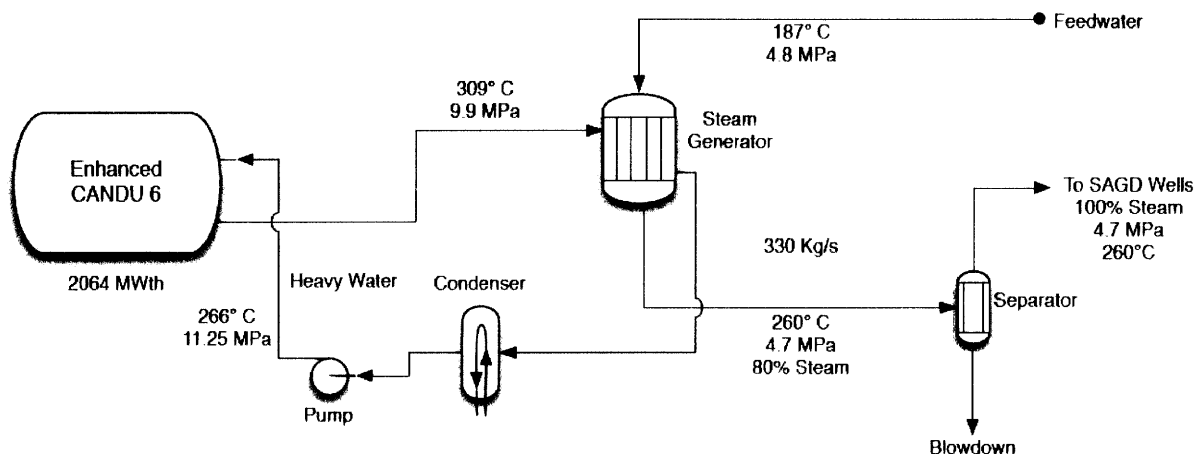 187° C
4.8 MPa
Feedwater
309° C
9.9 MPa
Steam
Generator
Enhanced
CANDU 6
To SAGD Wells
100% Steam
4.7 MPa
260°C
330 Kg/s
2064 MWth
Heavy Water
Condenser
Separator
266° C
11.25 MPa
260° C
4.7 MPa
80% Steam
Pump
Blowdown